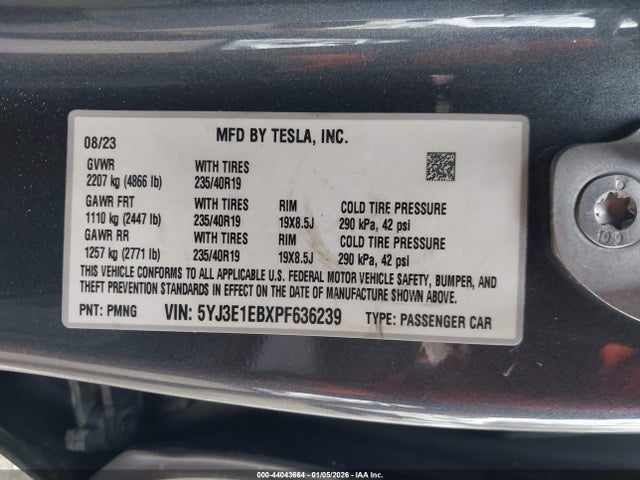 MFD BY TESLA, INC.
08/23
GVWR WITH TIRES
2207 kg (4866 lb) 235/40R19
GAWR FRT WITH TIRES RIM COLD TIRE PRESSURE
1110 kg (2447 lb) 235/40R19 19X8.5J 290 kPa, 42 psi
GAWR RR WITH TIRES RIM COLD TIRE PRESSURE
1257 kg (2771 lb) 235/40R19 19X8.5J 290 kPa, 42 psi
THIS VEHICLE CONFORMS TO ALL APPLICABLE U.S. FEDERAL MOTOR VEHICLE SAFETY, BUMPER, AND
THEFT PREVENTION STANDARDS IN EFFECT ON THE DATE OF MANUFACTURE SHOWN ABOVE.
PNT: PMNG VIN: 5YJ3E1EBXPF636239 TYPE: PASSENGER CAR
10.9
000-44043664 | 01/05/2026 | IAA Inc.